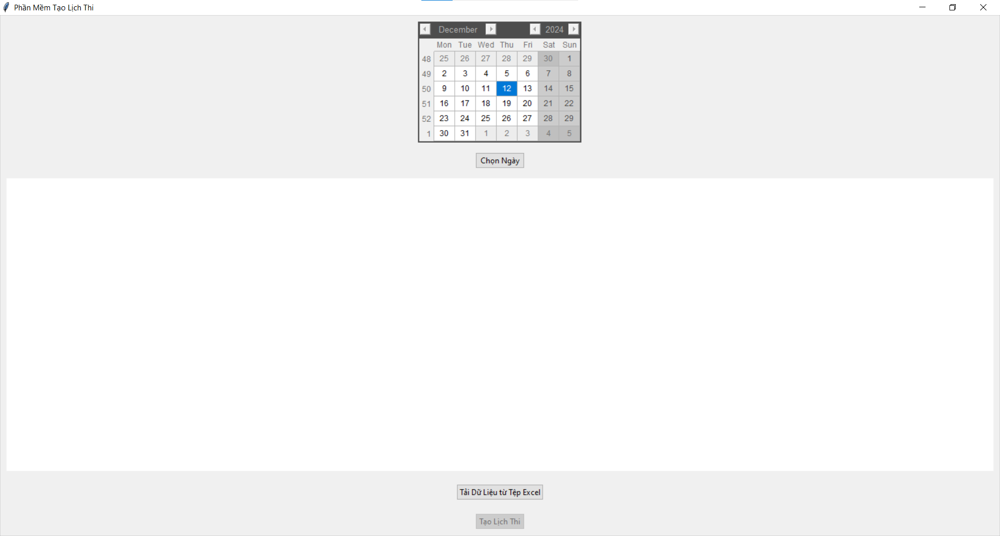 Phần Mềm Tạo Lịch Thi
December 2024
Mon Tue Wed Thu Fri Sat Sun
48 25 26 27 28 29 30 1
49 2 3 4 5 6 7 8
50 9 10 11 12 13 14 15
51 16 17 18 19 20 21 22
52 23 24 25 26 27 28 29
1 30 31 1 2 3 4 5
Chọn Ngày
Tải Dữ Liệu từ Tệp Excel
Tạo Lịch Thi